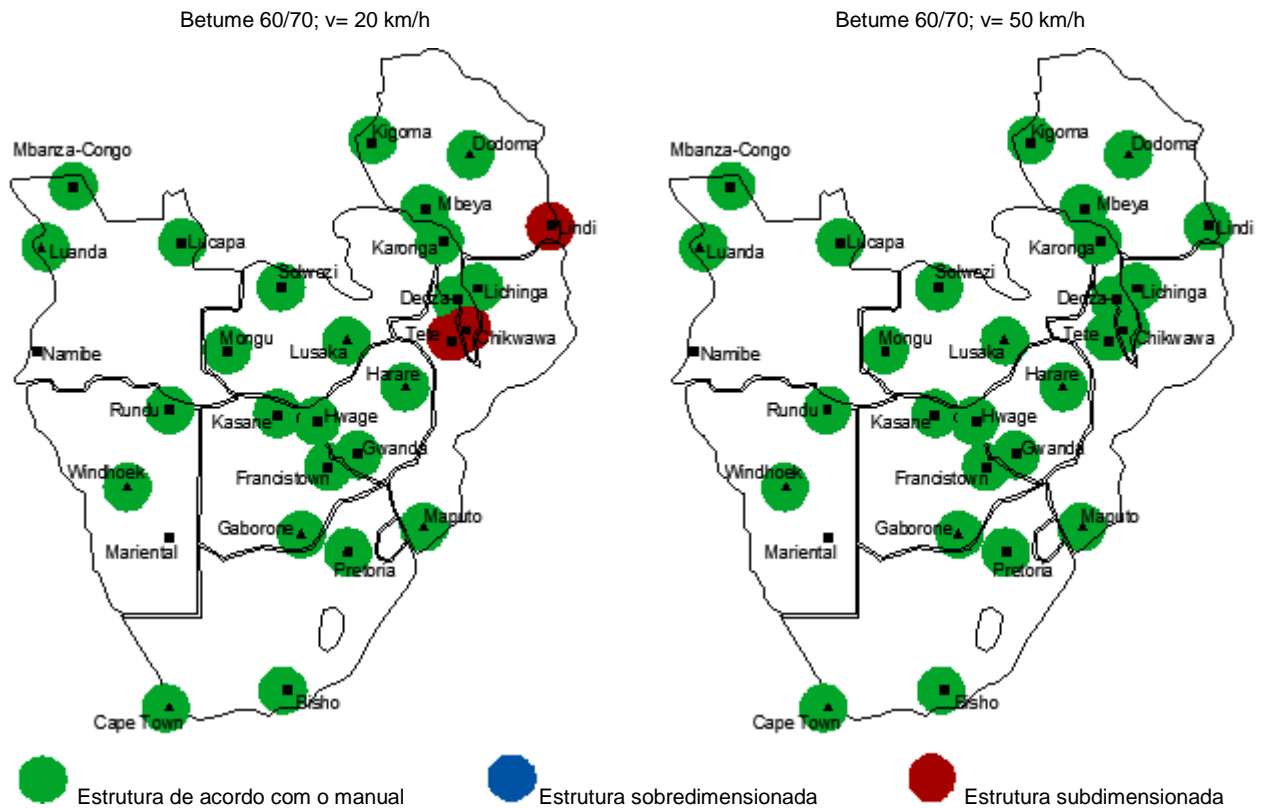 Betume 60/70; v= 20 km/h
Betume 60/70; v= 50 km/h
Kigoma
Dodoma
Mbanza-Congo
Mbeya
Lindi
Luanda
Lucapa
Karonga
Solwezi
Lichinga
Dedza
Mongu
Lusaka
Tete
Chikwawa
Namibe
Harare
Rundu
Kasane
Hwage
Gwanda
Windhoek
Francistown
Gaborone
Maputo
Mariental
Pretoria
Bisho
Cape Town
Kigoma
Dodoma
Mbanza-Congo
Mbeya
Lindi
Luanda
Lucapa
Karonga
Solwezi
Lichinga
Dedza
Mongu
Lusaka
Tete
Chikwawa
Namibe
Harare
Rundu
Kasane
Hwage
Gwanda
Windhoek
Francistown
Gaborone
Maputo
Mariental
Pretoria
Bisho
Cape Town
Estrutura de acordo com o manual
Estrutura sobredimensionada
Estrutura subdimensionada